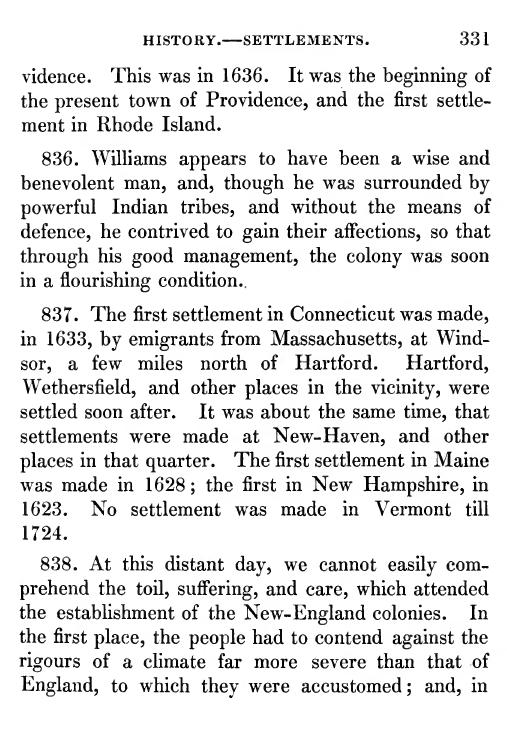 HISTORY.—SETTLEMENTS. 331
vidence. This was in 1636. It was the beginning of
the present town of Providence, and the first settle-
ment in Rhode Island.
836. Williams appears to have been a wise and
benevolent man, and, though he was surrounded by
powerful Indian tribes, and without the means of
defence, he contrived to gain their affections, so that
through his good management, the colony was soon
in a flourishing condition.
837. The first settlement in Connecticut was made,
in 1633, by emigrants from Massachusetts, at Wind-
sor, a few miles north of Hartford. Hartford,
Wethersfield, and other places in the vicinity, were
settled soon after. It was about the same time, that
settlements were made at New-Haven, and other
places in that quarter. The first settlement in Maine
was made in 1628; the first in New Hampshire, in
1623. No settlement was made in Vermont till
1724.
838. At this distant day, we cannot easily com-
prehend the toil, suffering, and care, which attended
the establishment of the New-England colonies. In
the first place, the people had to contend against the
rigours of a climate far more severe than that of
England, to which they were accustomed; and, in